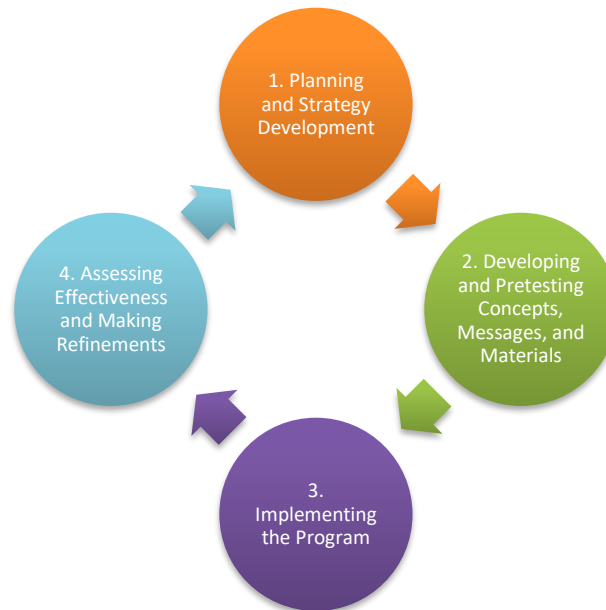 1. Planning
and Strategy
Development
2. Developing
and Pretesting
Concepts,
Messages, and
Materials
3.
Implementing
the Program
4. Assessing
Effectiveness
and Making
Refinements